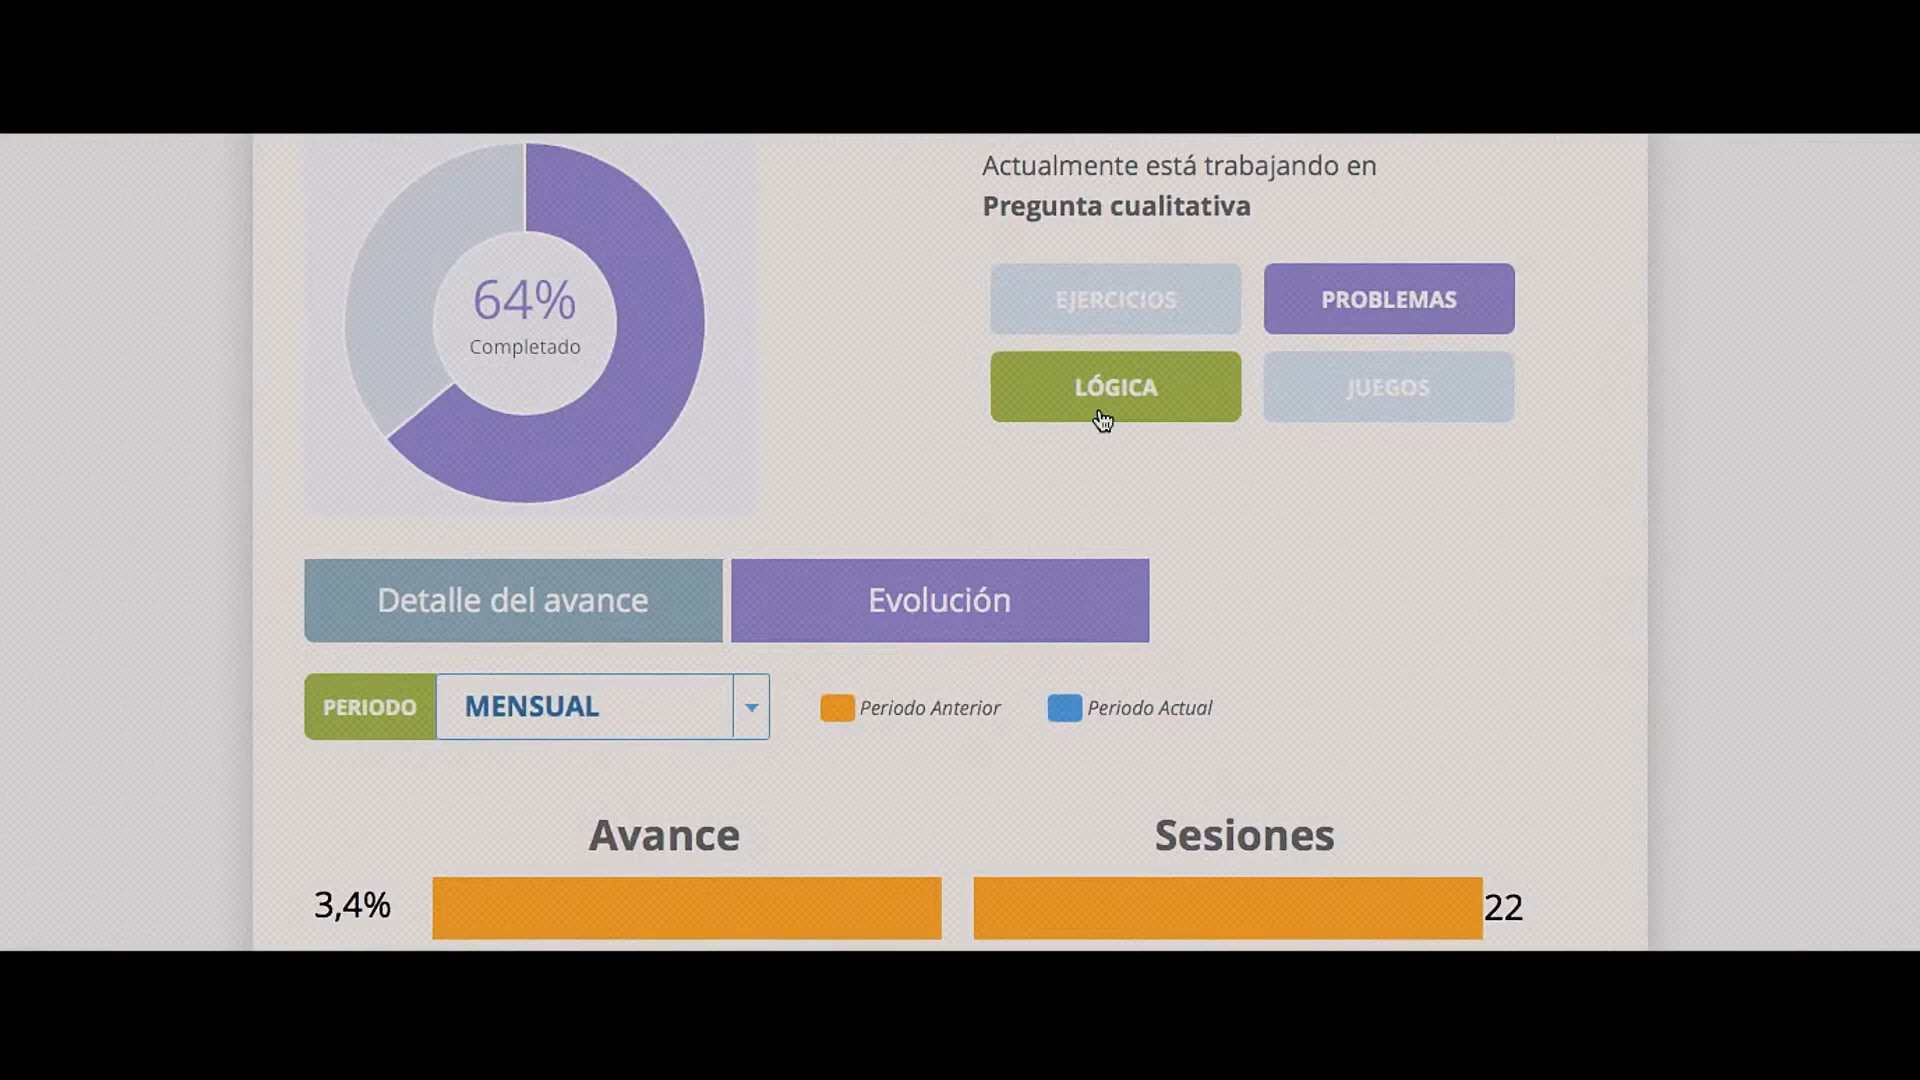 64%
Completado
Actualmente está trabajando en
Pregunta cualitativa
EJERCICIOS
PROBLEMAS
LÓGICA
JUEGOS
Detalle del avance
Evolución
PERIODO
MENSUAL
Periodo Anterior
Periodo Actual
Avance
Sesiones
3,4%
22